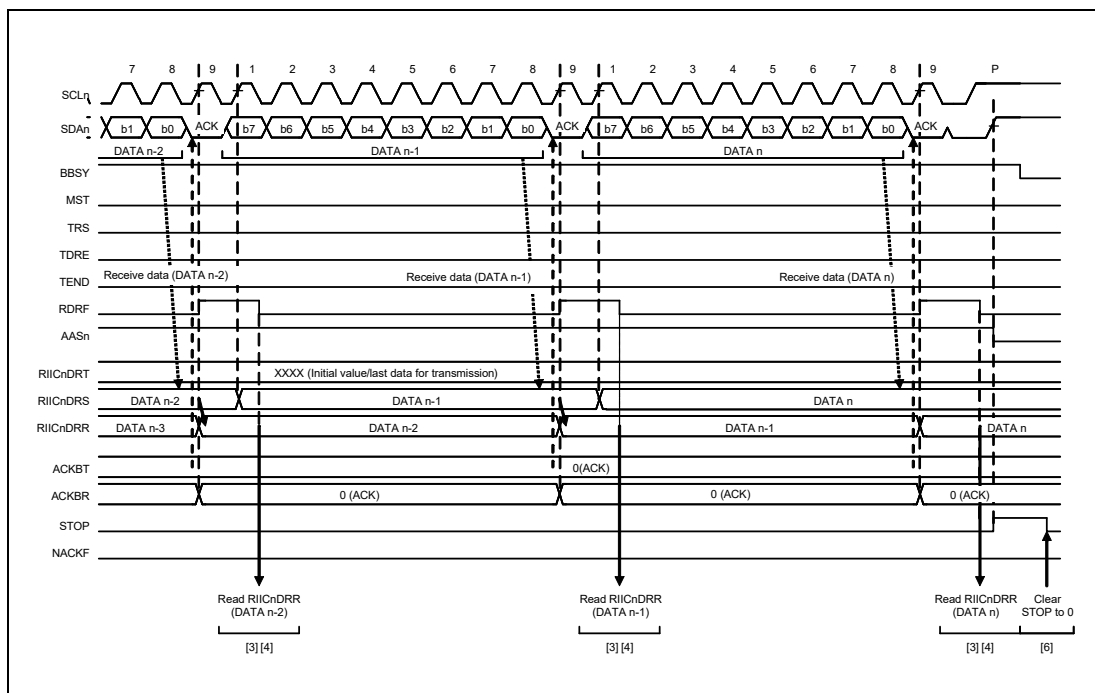 7 8 9 1 2 3 4 5 6 7 8 9 1 2 3 4 5 6 7 8 9 P
SCLn
SDAn b1 b0 ACK b7 b6 b5 b4 b3 b2 b1 b0 ACK b7 b6 b5 b4 b3 b2 b1 b0 ACK
DATA n-2 DATA n-1 DATA n
BBSY
MST
TRS
TDRE
TEND
Receive data (DATA n-2) Receive data (DATA n-1) Receive data (DATA n)
RDRF
AASn
RIICnDRT XXXX (Initial value/last data for transmission)
RIICnDRS DATA n-2 DATA n-1 DATA n
RIICnDRR DATA n-3 DATA n-2 DATA n-1 DATA n
ACKBT 0(ACK)
ACKBR 0 (ACK) 0 (ACK) 0 (ACK)
STOP
NACKF
Read RIICnDRR Read RIICnDRR Read RIICnDRR Clear
(DATA n-2) (DATA n-1) (DATA n) STOP to 0
[3] [4] [3] [4] [3] [4] [6]